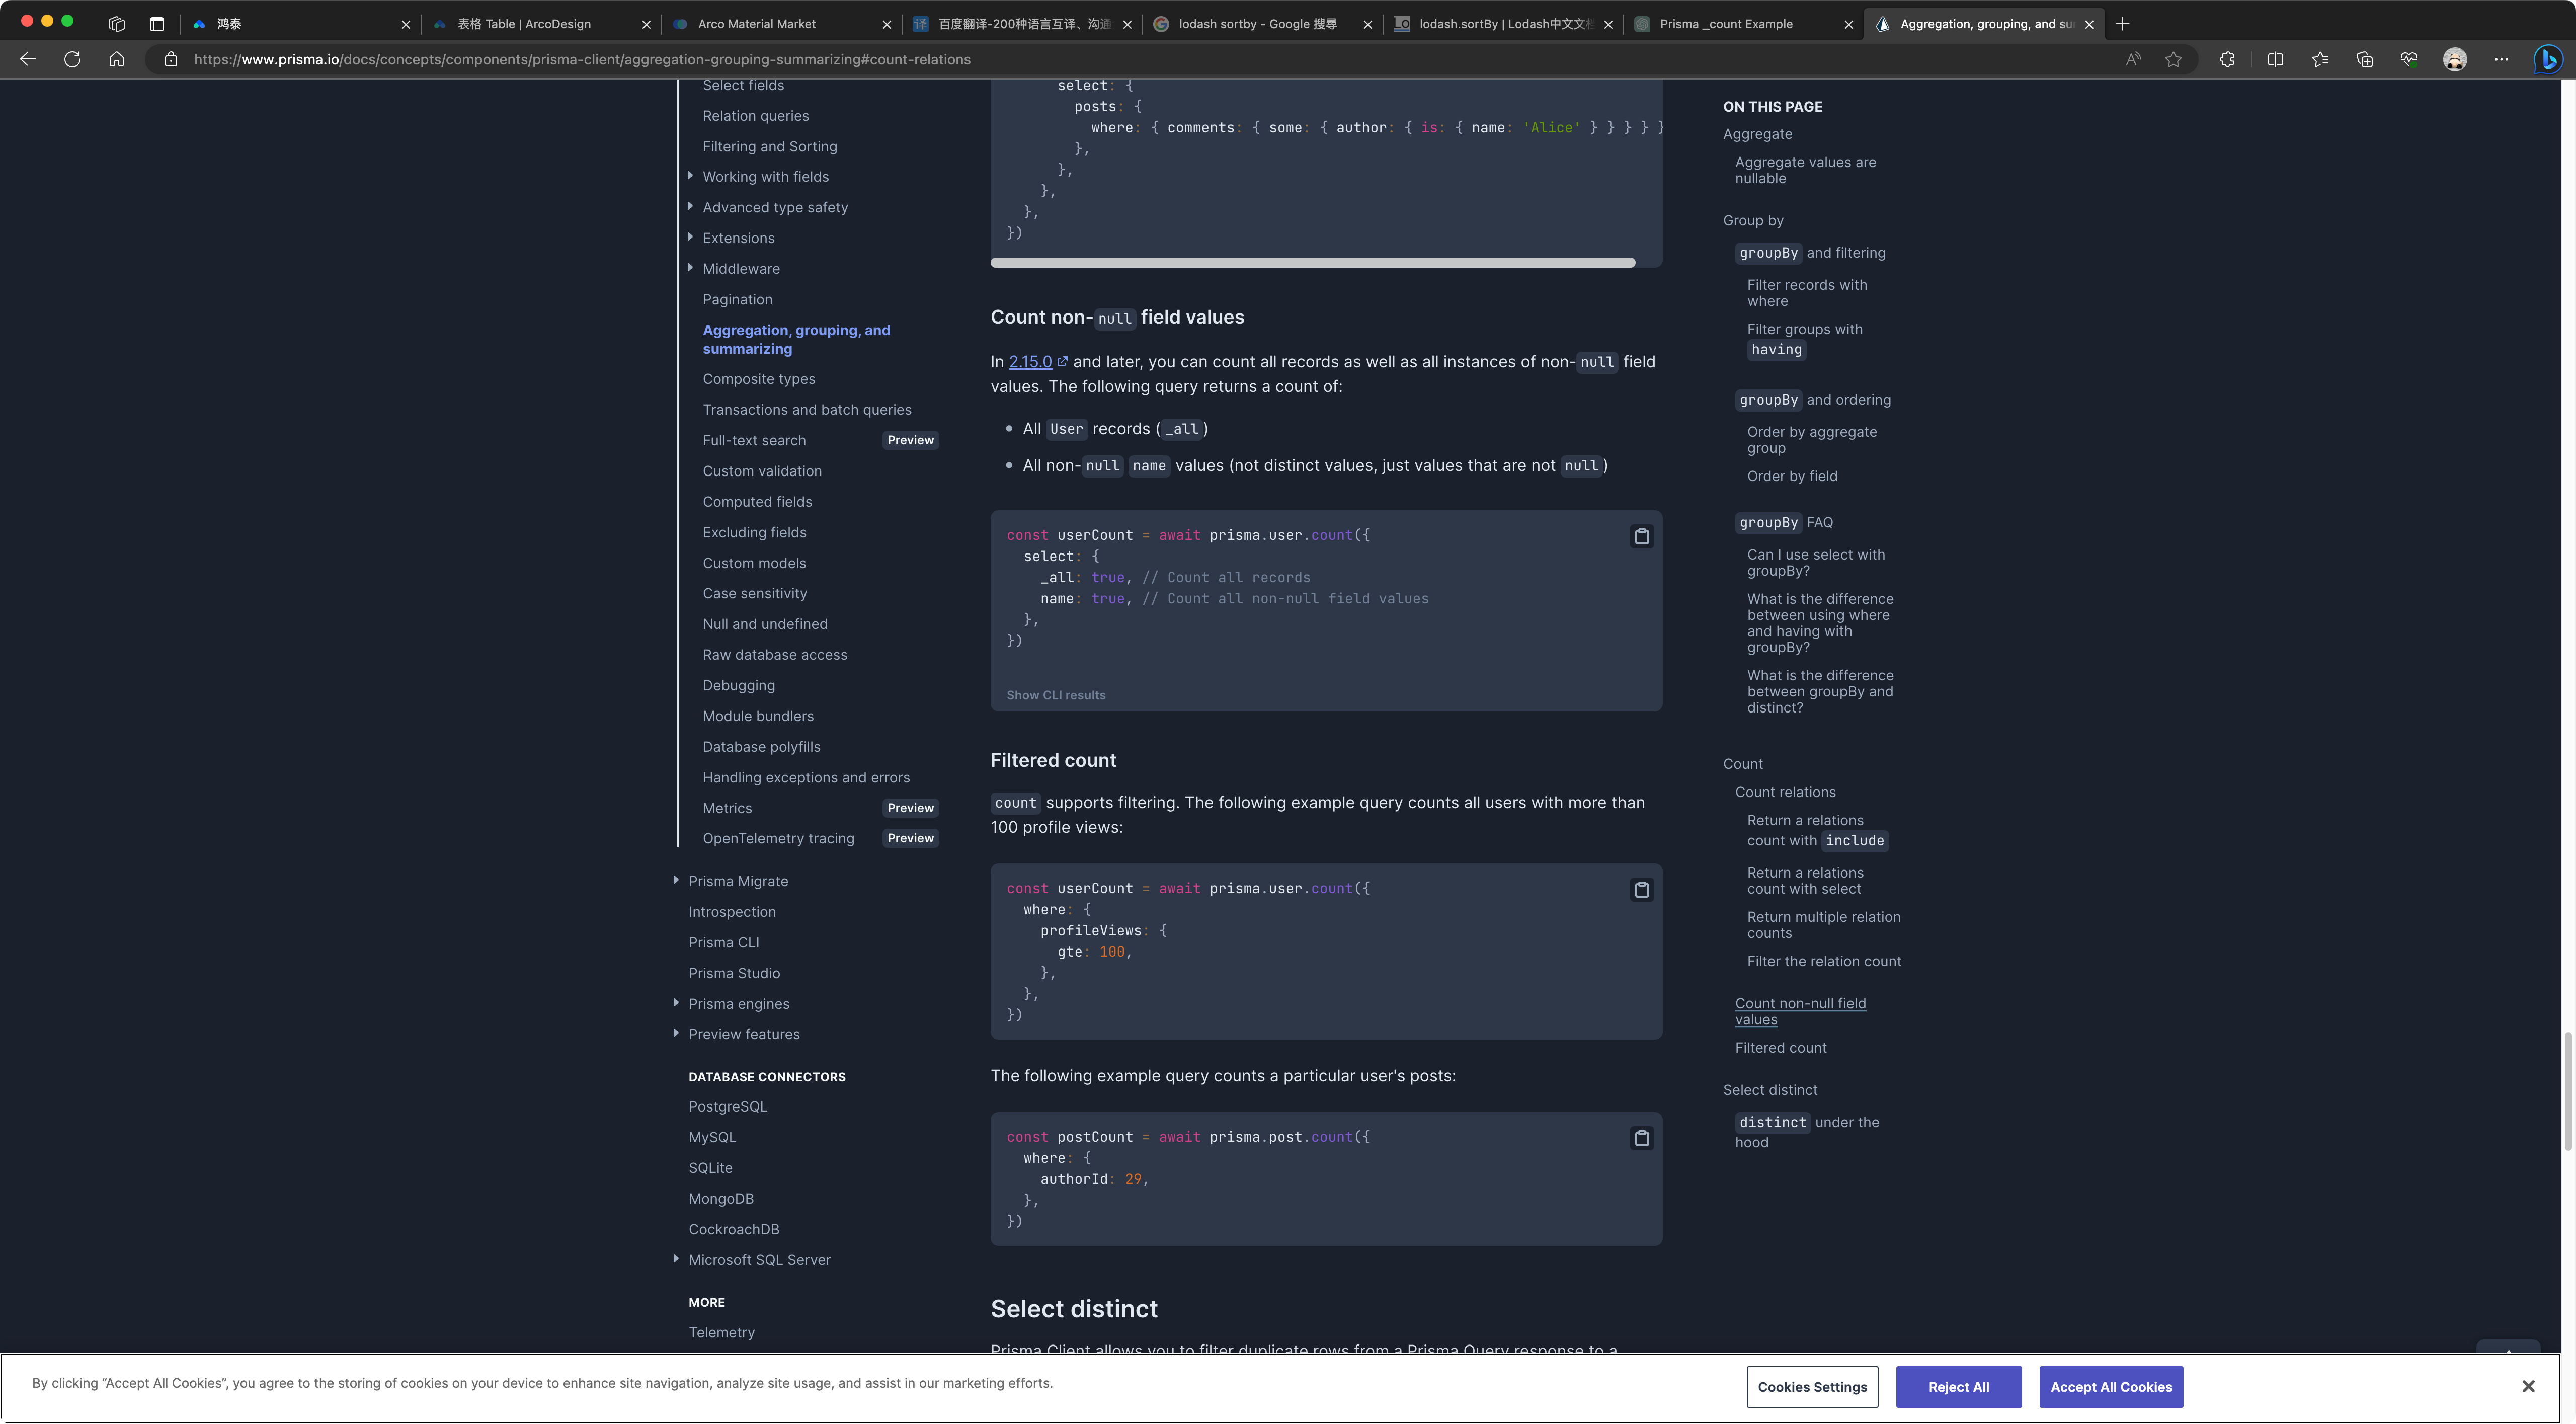 鸿泰
表格 Table | ArcoDesign
Arco Material Market
百度翻译-200种语言互译、沟通
lodash sortby - Google 搜尋
lodash.sortBy | Lodash中文文档
Prisma _count Example
Aggregation, grouping, and su
https://www.prisma.io/docs/concepts/components/prisma-client/aggregation-grouping-summarizing#count-relations
Select fields
Relation queries
Filtering and Sorting
Working with fields
Advanced type safety
Extensions
Middleware
Pagination
Aggregation, grouping, and
summarizing
Composite types
Transactions and batch queries
Full-text search Preview
Custom validation
Computed fields
Excluding fields
Custom models
Case sensitivity
Null and undefined
Raw database access
Debugging
Module bundlers
Database polyfills
Handling exceptions and errors
Metrics Preview
OpenTelemetry tracing Preview
Prisma Migrate
Introspection
Prisma CLI
Prisma Studio
Prisma engines
Preview features
DATABASE CONNECTORS
PostgreSQL
MySQL
SQLite
MongoDB
CockroachDB
Microsoft SQL Server
MORE
Telemetry
select: {
posts: {
where: { comments: { some: { author: { is: { name: 'Alice' } } } } }
},
},
},
},
})
Count non-null field values
In 2.15.0 and later, you can count all records as well as all instances of non-null field
values. The following query returns a count of:
• All User records (_all)
• All non-null name values (not distinct values, just values that are not null)
const userCount = await prisma.user.count({
select: {
_all: true, // Count all records
name: true, // Count all non-null field values
},
})
Show CLI results
Filtered count
count supports filtering. The following example query counts all users with more than
100 profile views:
const userCount = await prisma.user.count({
where: {
profileViews: {
gte: 100,
},
},
})
The following example query counts a particular user's posts:
const postCount = await prisma.post.count({
where: {
authorId: 29,
},
})
Select distinct
Prisma Client allows you to filter duplicate rows from a Prisma Query response to a
ON THIS PAGE
Aggregate
Aggregate values are
nullable
Group by
groupBy and filtering
Filter records with
where
Filter groups with
having
groupBy and ordering
Order by aggregate
group
Order by field
groupBy FAQ
Can I use select with
groupBy?
What is the difference
between using where
and having with
groupBy?
What is the difference
between groupBy and
distinct?
Count
Count relations
Return a relations
count with include
Return a relations
count with select
Return multiple relation
counts
Filter the relation count
Count non-null field
values
Filtered count
Select distinct
distinct under the
hood
By clicking “Accept All Cookies”, you agree to the storing of cookies on your device to enhance site navigation, analyze site usage, and assist in our marketing efforts.
Cookies Settings
Reject All
Accept All Cookies